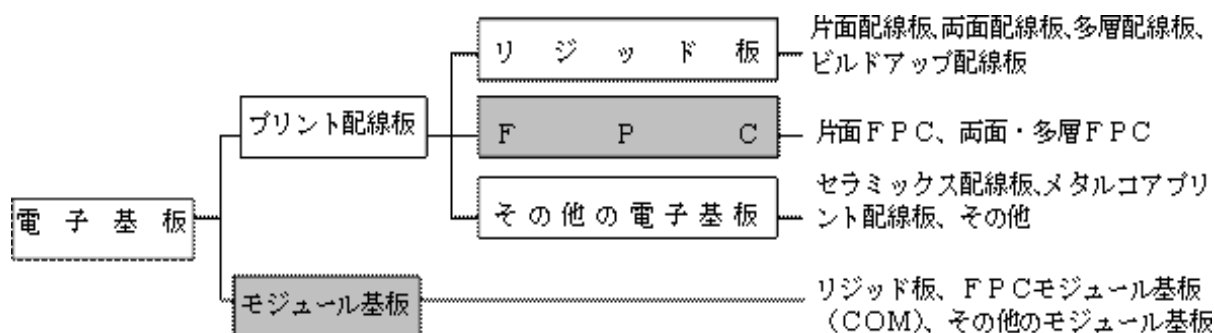 リジッド板
片面配線板、両面配線板、多層配線板、
ビルドアップ配線板
プリント配線板
ＦＰＣ
片面ＦＰＣ、両面・多層ＦＰＣ
電子基板
その他の電子基板
セラミックス配線板、メタルコアプリ
ント配線板、その他
モジュール基板
リジッド板、ＦＰＣモジュール基板
（COM）、その他のモジュール基板